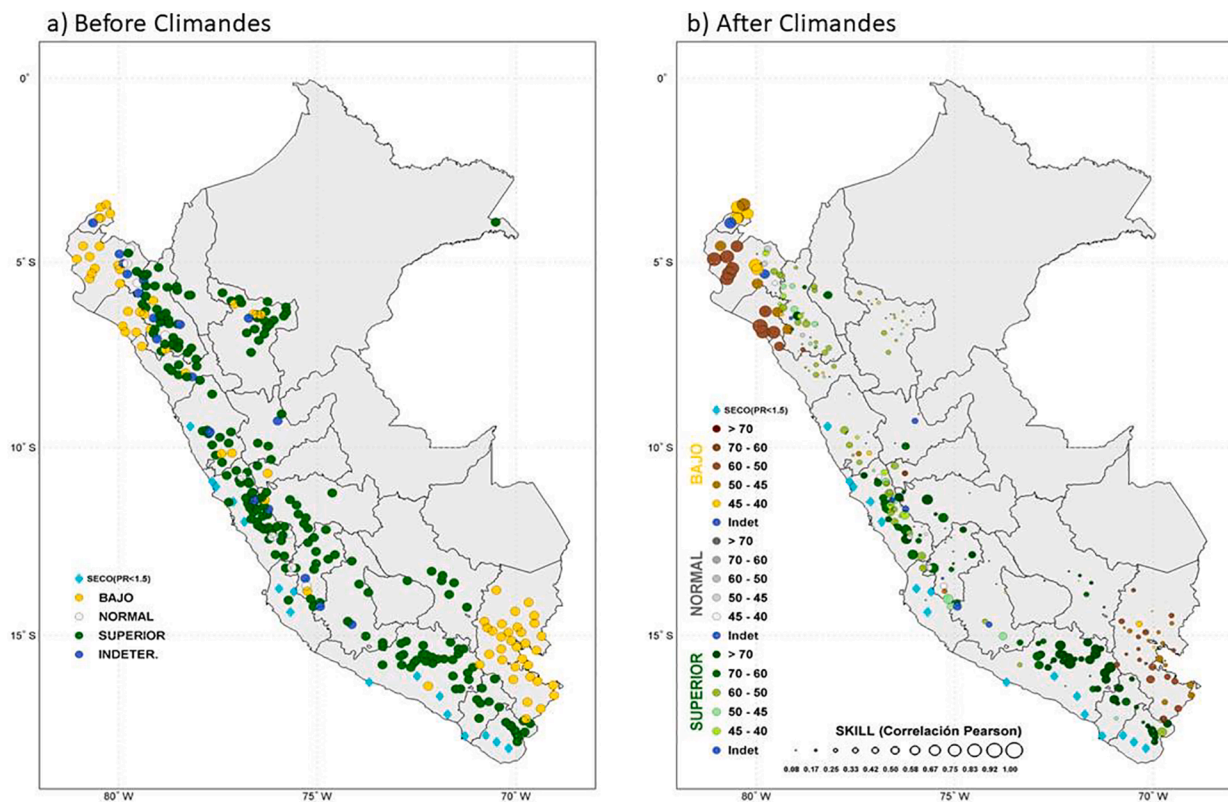 a) Before Climandes
0°
5° S
10° S
15° S
80° W
75° W
70° W
SECO(PR<1.5)
BAJO
NORMAL
SUPERIOR
INDETER.
b) After Climandes
0°
5° S
10° S
15° S
80° W
75° W
70° W
SECO(PR<1.5)
BAJO
> 70
70 - 60
60 - 50
50 - 45
45 - 40
Indet
NORMAL
> 70
70 - 60
60 - 50
50 - 45
45 - 40
Indet
SUPERIOR
> 70
70 - 60
60 - 50
50 - 45
45 - 40
Indet
SKILL (Correlación Pearson)
0.08 0.17 0.25 0.33 0.42 0.50 0.58 0.67 0.75 0.83 0.92 1.00